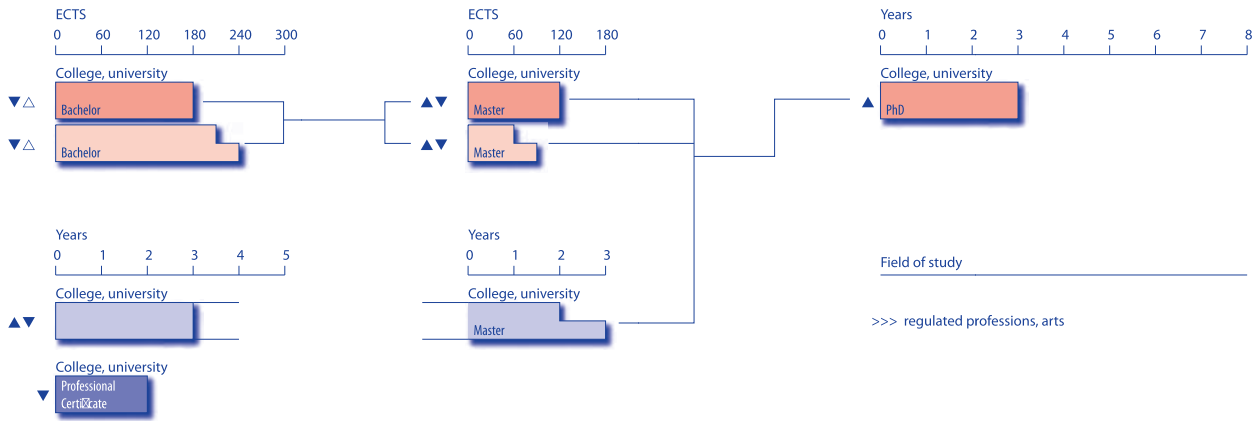 ECTS
0 60 120 180 240 300
College, university
Bachelor
Bachelor
ECTS
0 60 120 180
College, university
Master
Master
Years
0 1 2 3 4 5 6 7 8
College, university
PhD
Years
0 1 2 3 4 5
College, university
College, university
Professional
Certi☒cate
Years
0 1 2 3
College, university
Master
Field of study
>>> regulated professions, arts